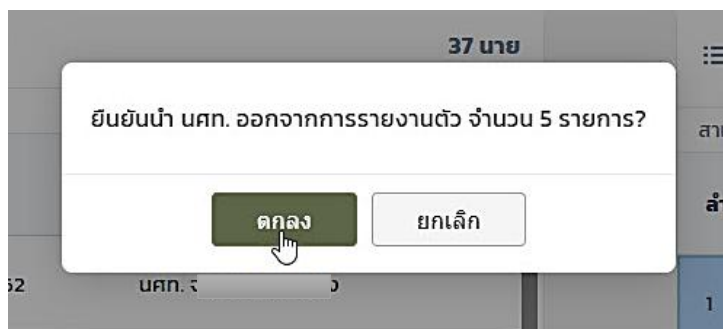 37 นาย
ยืนยันนำ นศท. ออกจากการรายงานตัว จำนวน 5 รายการ?
ตกลง
ยกเลิก
นศท.
1